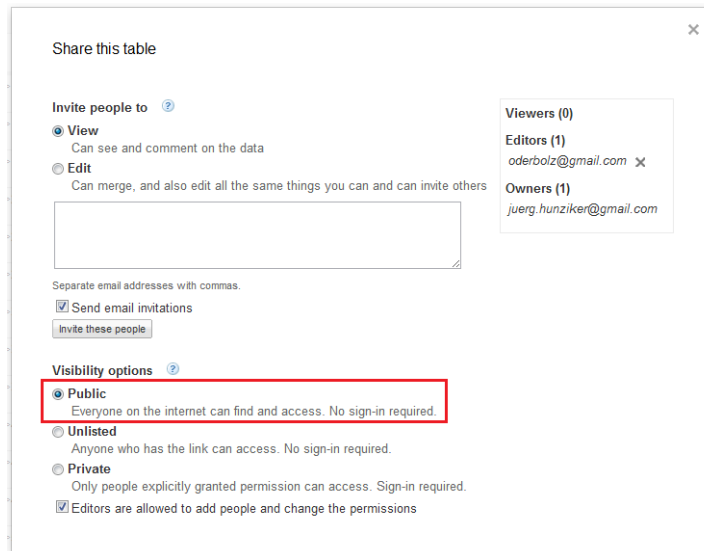 Share this table
Invite people to
View
Can see and comment on the data
Edit
Can merge, and also edit all the same things you can and can invite others
Separate email addresses with commas.
Send email invitations
Invite these people
Viewers (0)
Editors (1)
oderbolz@gmail.com
Owners (1)
juerg.hunziker@gmail.com
Visibility options
Public
Everyone on the internet can find and access. No sign-in required.
Unlisted
Anyone who has the link can access. No sign-in required.
Private
Only people explicitly granted permission can access. Sign-in required.
Editors are allowed to add people and change the permissions